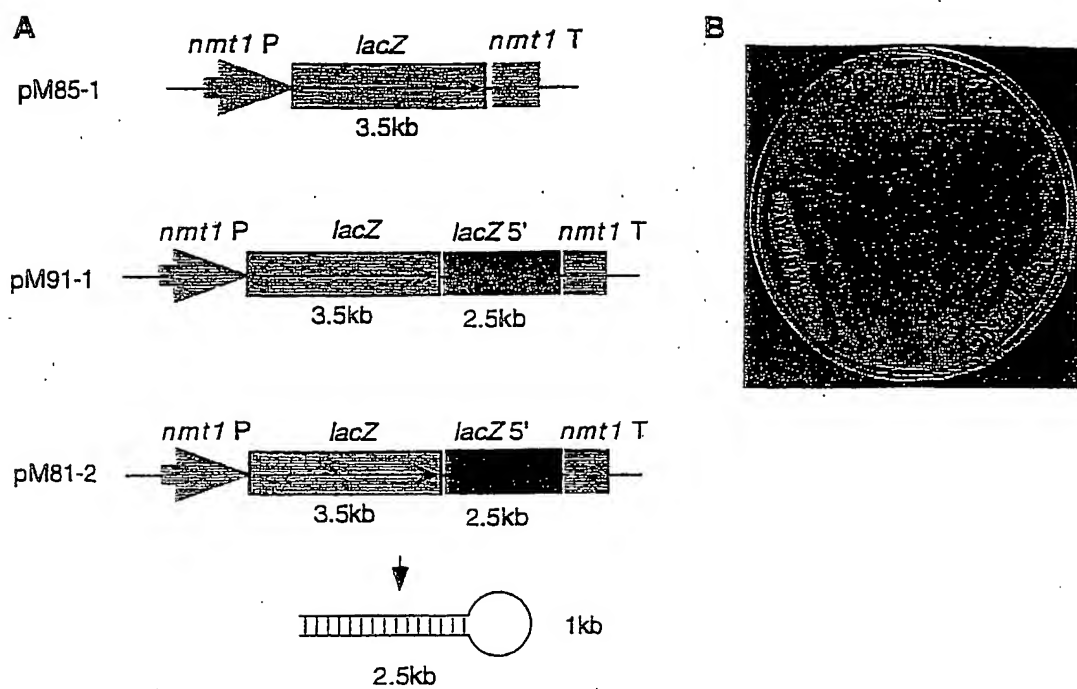 A
B
nmt1 P lacZ nmt1 T
pM85-1
3.5kb
nmt1 P lacZ lacZ 5' nmt1 T
pM91-1
3.5kb 2.5kb
nmt1 P lacZ lacZ 5' nmt1 T
pM81-2
3.5kb 2.5kb
1kb
2.5kb